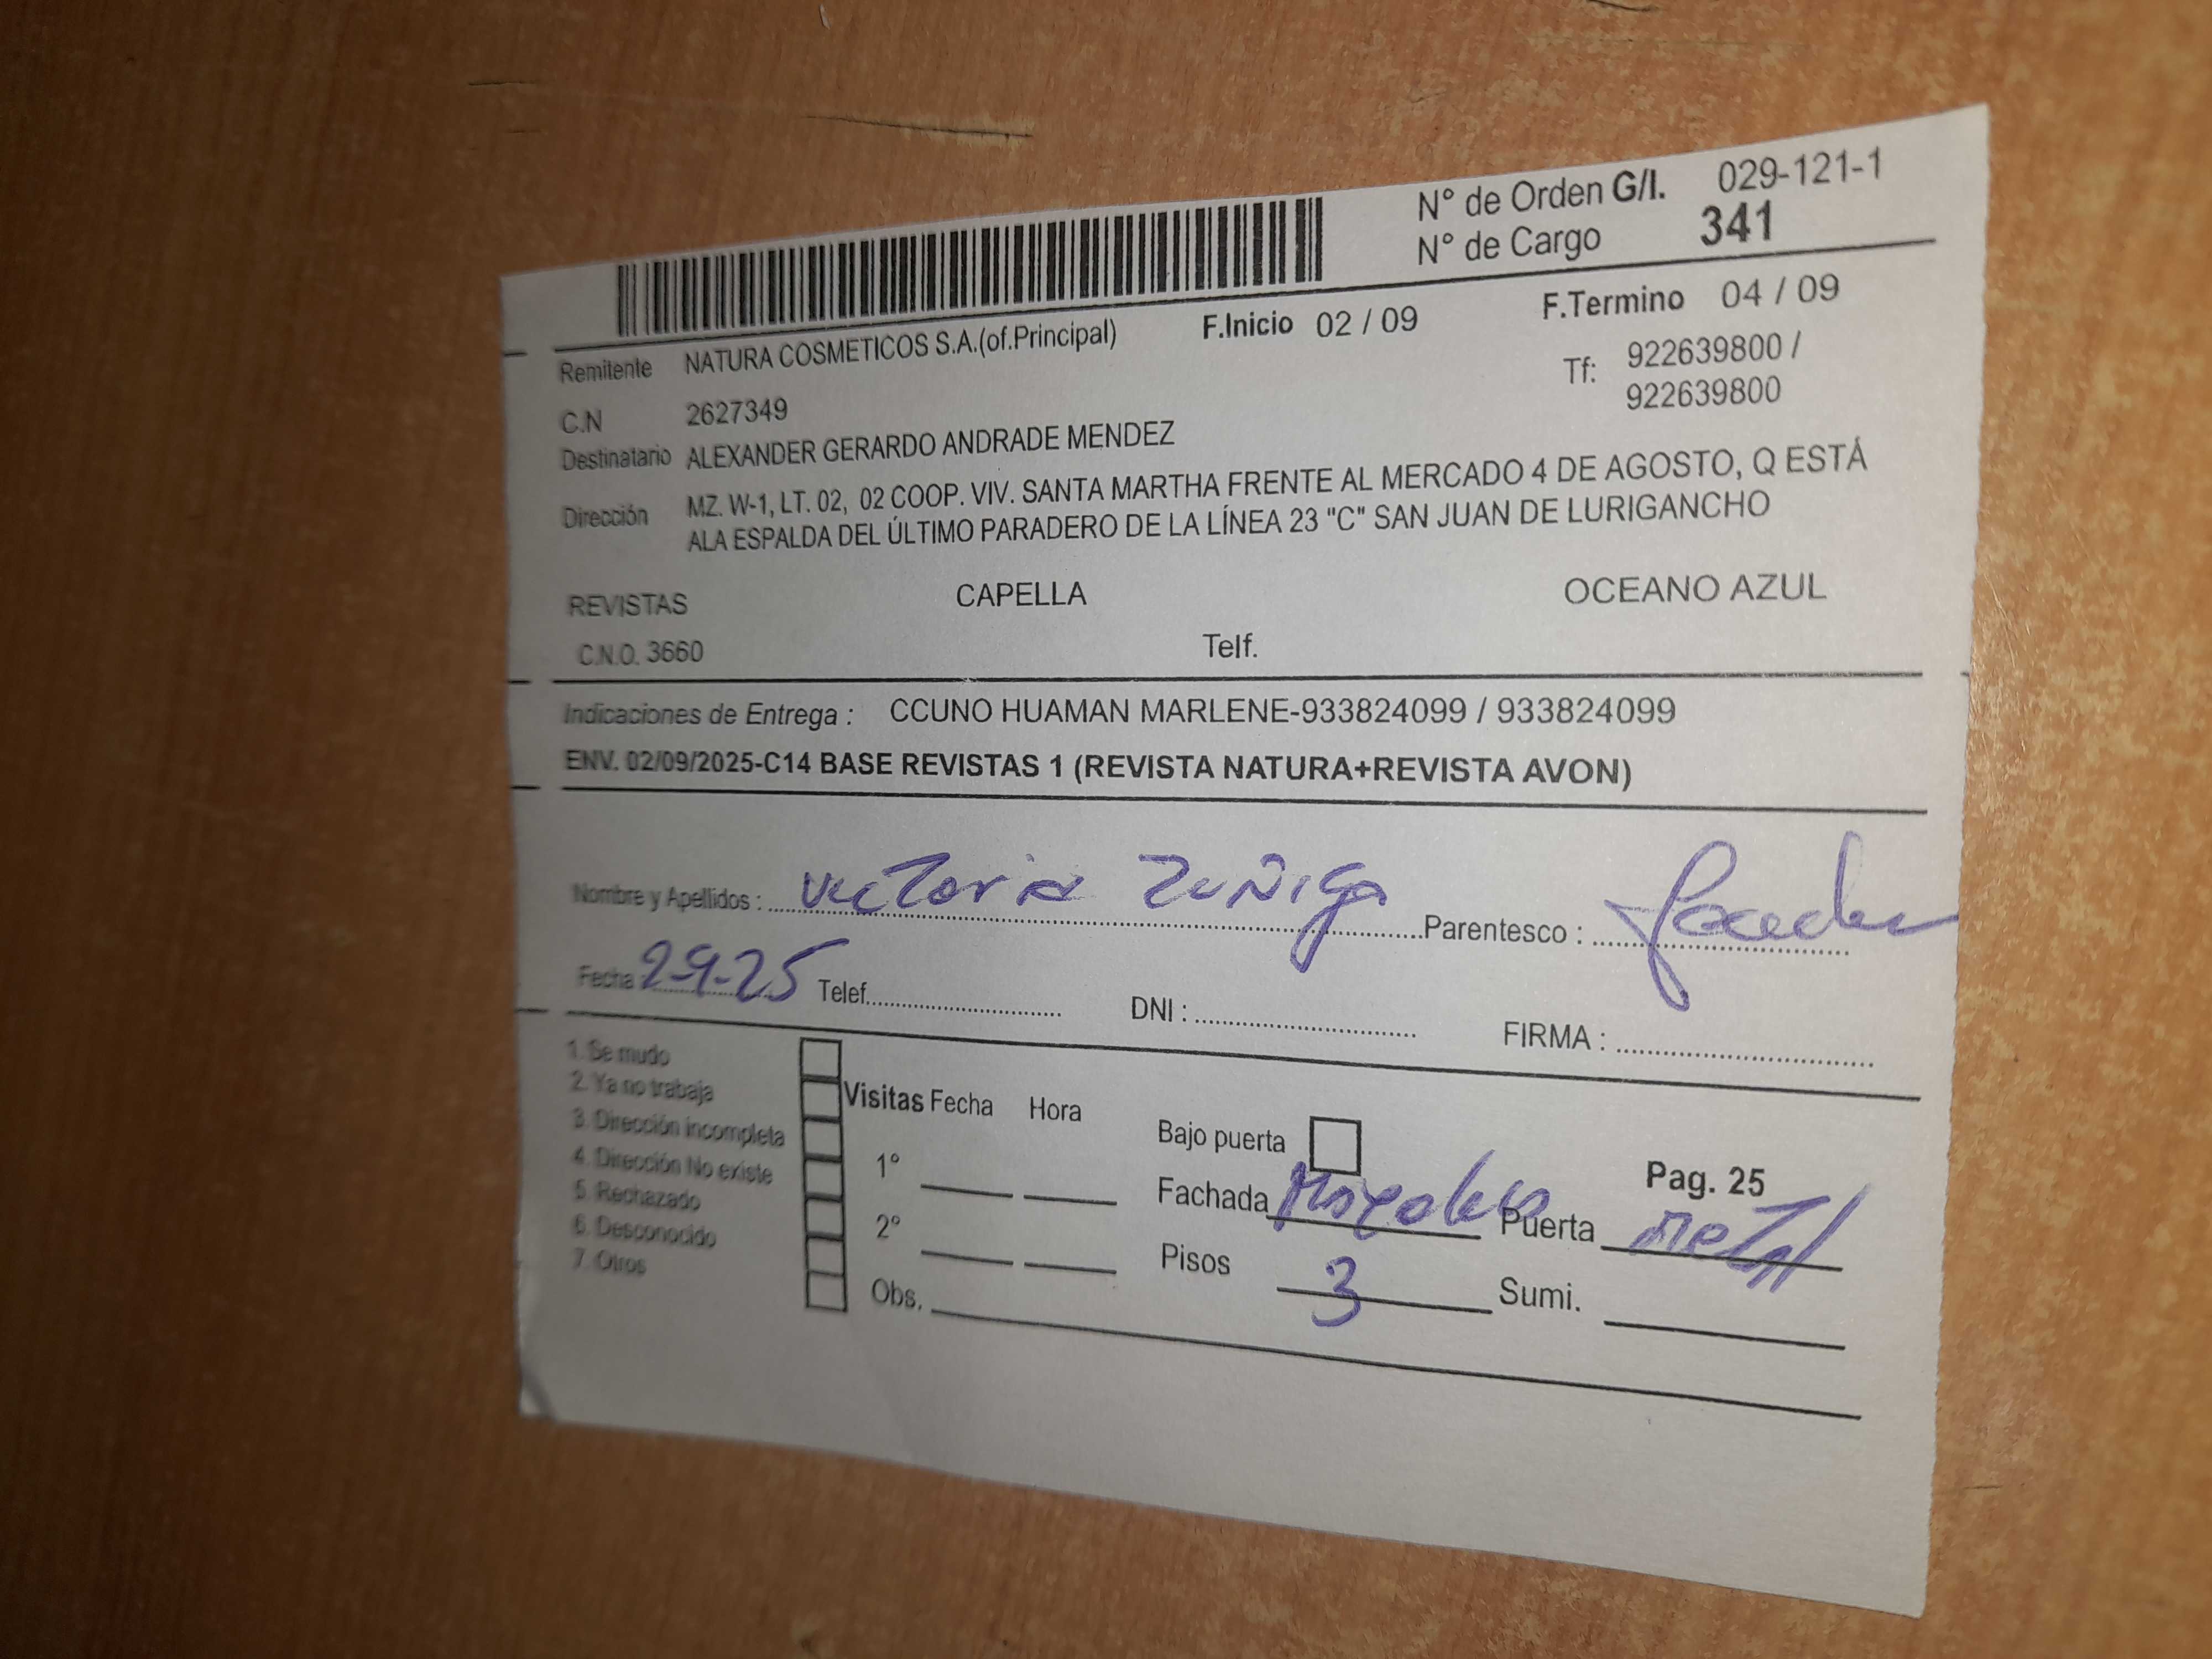 N° de Orden G/I. 029-121-1
N° de Cargo 341
F.Inicio 02 / 09 F.Termino 04 / 09
Remitente NATURA COSMETICOS S.A.(of.Principal)
Tf: 922639800 /
922639800
C.N 2627349
Destinatario ALEXANDER GERARDO ANDRADE MENDEZ
Dirección MZ. W-1, LT. 02, 02 COOP. VIV. SANTA MARTHA FRENTE AL MERCADO 4 DE AGOSTO, Q ESTÁ
ALA ESPALDA DEL ÚLTIMO PARADERO DE LA LÍNEA 23 "C" SAN JUAN DE LURIGANCHO
REVISTAS CAPELLA OCEANO AZUL
C.N.O. 3660 Telf.
Indicaciones de Entrega : CCUNO HUAMAN MARLENE-933824099 / 933824099
ENV. 02/09/2025-C14 BASE REVISTAS 1 (REVISTA NATURA+REVISTA AVON)
Nombre y Apellidos : Victoria Zuñiga Parentesco :
Fecha 2-9-25 Telef. DNI : FIRMA :
1. Se mudo
2. Ya no trabaja
3. Dirección incompleta
4. Dirección No existe
5. Rechazado
6. Desconocido
7. Otros
Visitas Fecha Hora
1°
2°
Obs.
Bajo puerta
Pag. 25
Fachada Puerta Metal
Pisos 3 Sumi.